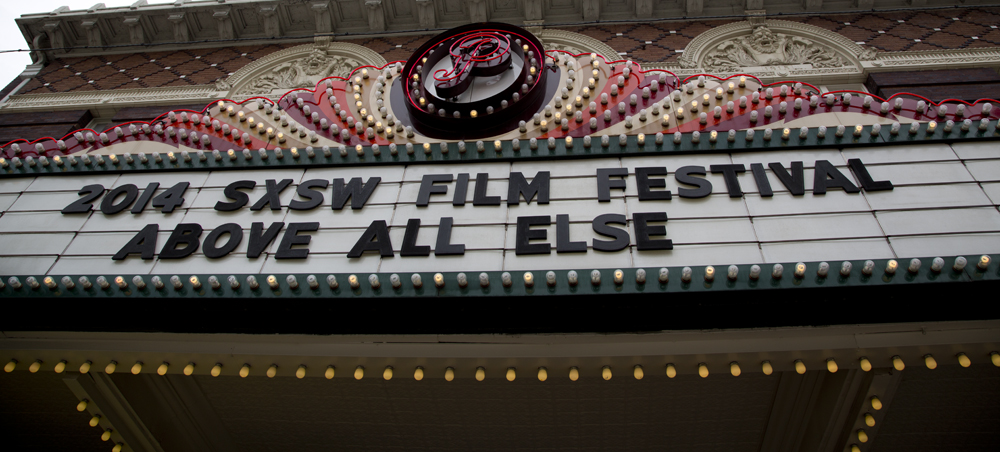 P
2014 SXSW FILM FESTIVAL
ABOVE ALL ELSE